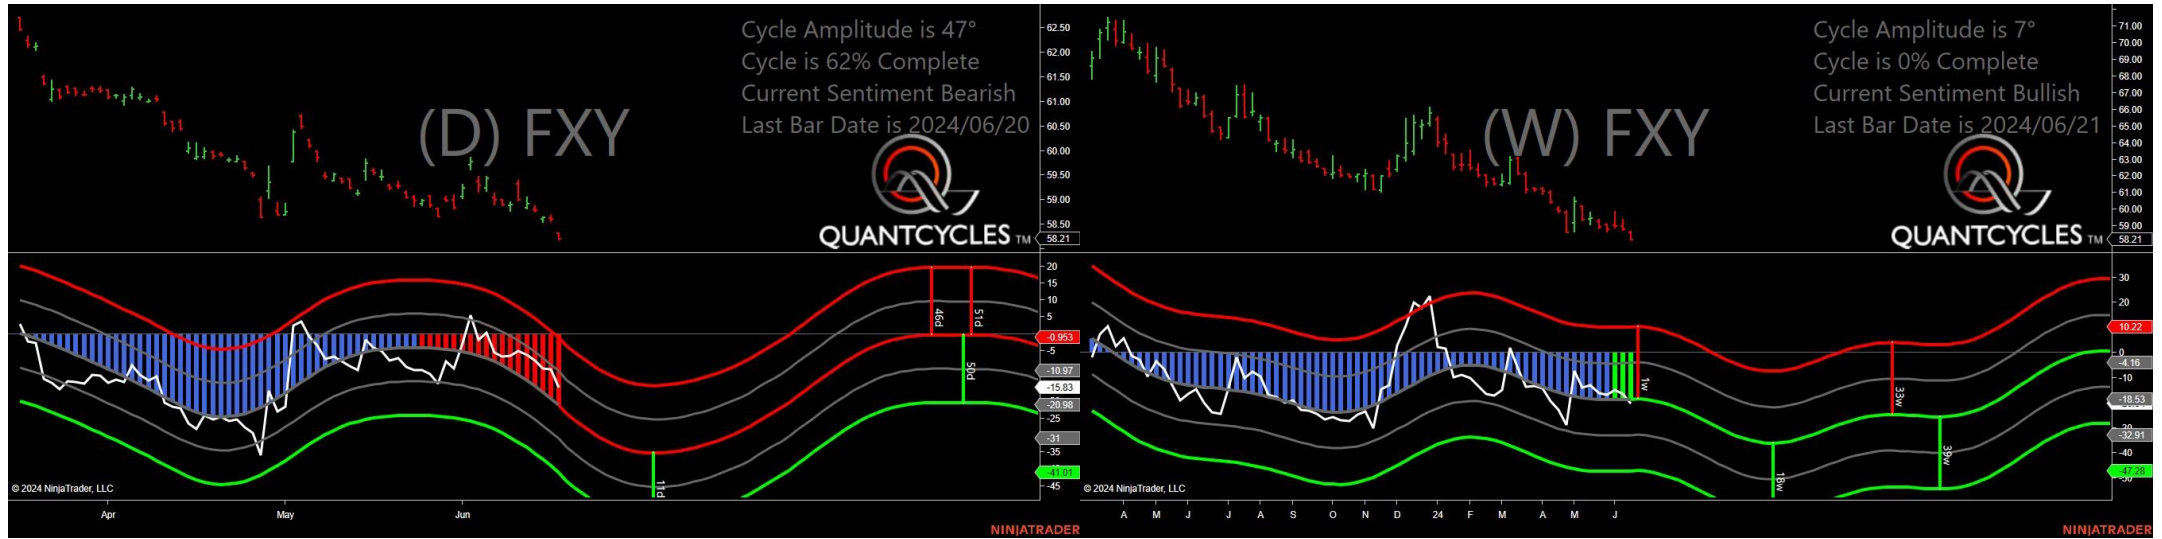 Cycle Amplitude is 47°
Cycle is 62% Complete
Current Sentiment Bearish
Last Bar Date is 2024/06/20
(D) FXY
QUANTCYCLES TM
62.50
62.00
61.50
61.00
60.50
60.00
59.50
59.00
58.50
58.21
20
15
10
5
-0.953
-5
-10.97
-15.83
-20.98
-25
-31
-35
-41.01
-45
46d
51d
50d
11d
© 2024 NinjaTrader, LLC
Apr May Jun
NINJATRADER
Cycle Amplitude is 7°
Cycle is 0% Complete
Current Sentiment Bullish
Last Bar Date is 2024/06/21
(W) FXY
QUANTCYCLES TM
71.00
70.00
69.00
68.00
67.00
66.00
65.00
64.00
63.00
62.00
61.00
60.00
59.00
58.21
30
20
10.22
0
-4.16
-10
-18.53
-32.91
-40
-47.28
1w
33w
39w
18w
© 2024 NinjaTrader, LLC
A M J J A S O N D 24 F M A M J
NINJATRADER